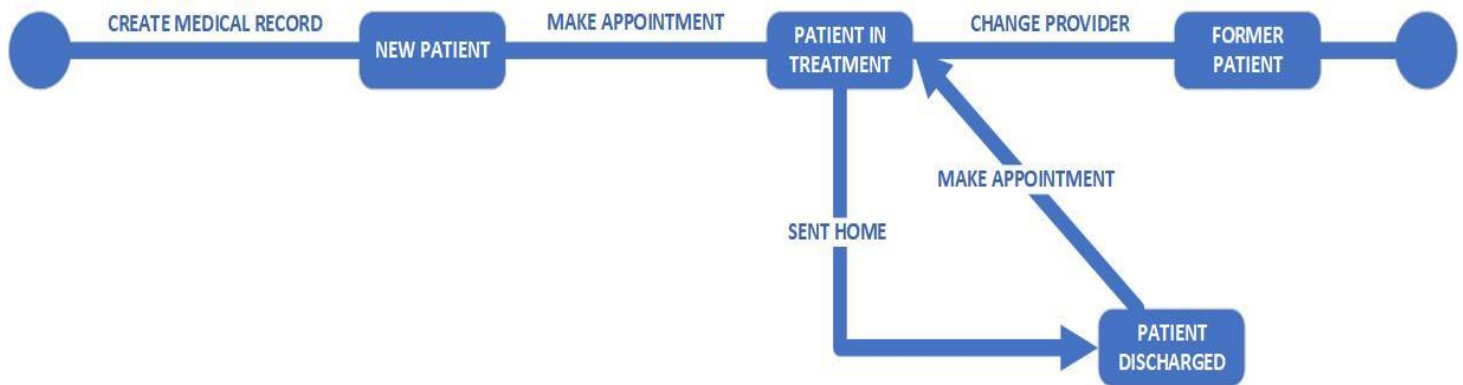 CREATE MEDICAL RECORD
NEW PATIENT
MAKE APPOINTMENT
PATIENT IN
TREATMENT
CHANGE PROVIDER
FORMER
PATIENT
MAKE APPOINTMENT
SENT HOME
PATIENT
DISCHARGED